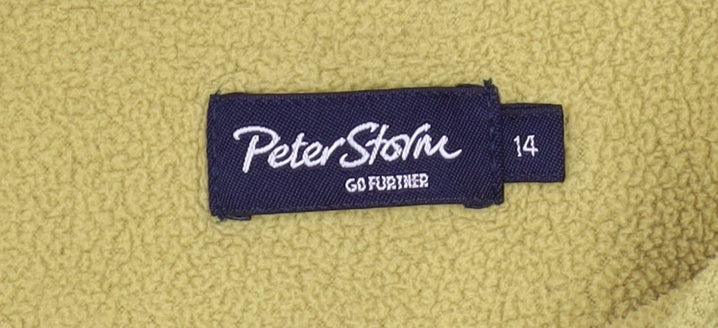 Peter Storm
GO FURTHER
14